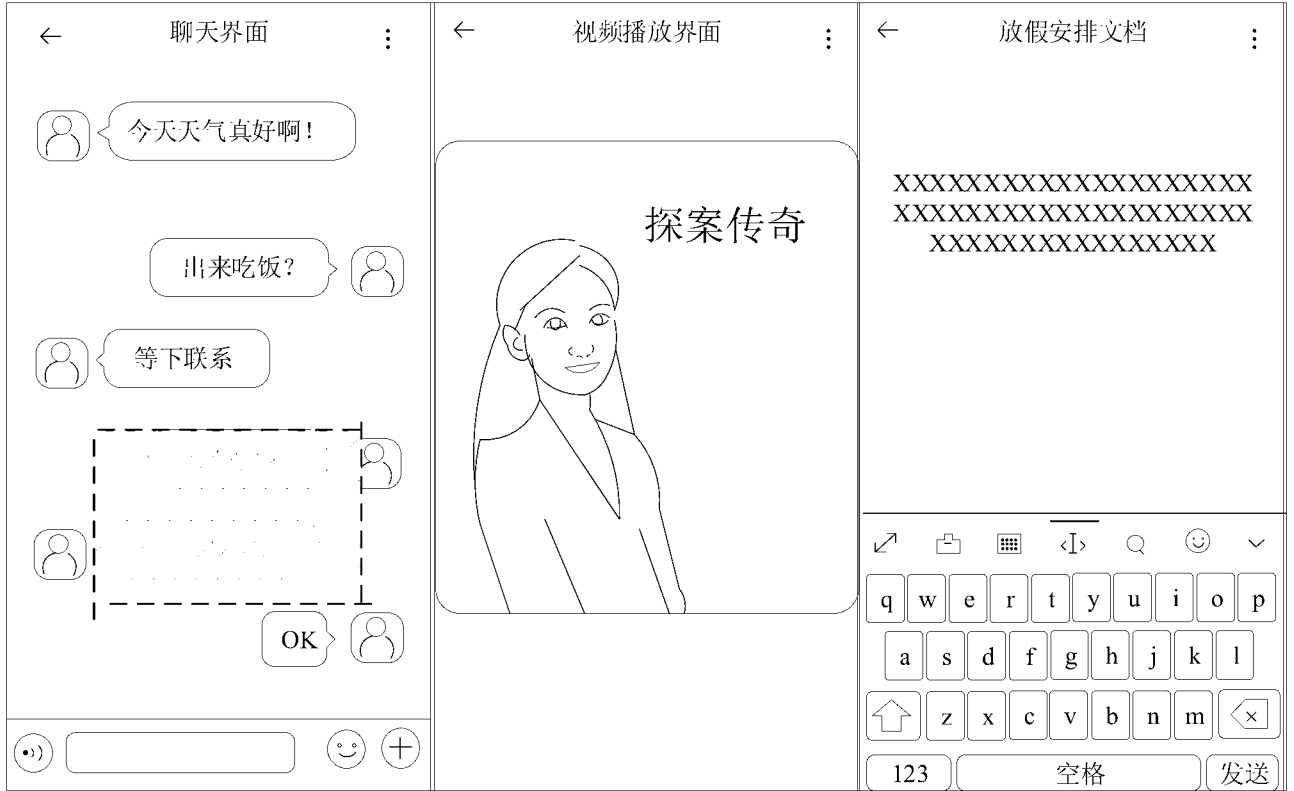 聊天界面
今天天气真好啊！
出来吃饭？
等下联系
OK
视频播放界面
探案传奇
放假安排文档
XXXXXXXXXXXXXXXXXXXX
XXXXXXXXXXXXXXXXXXXX
XXXXXXXXXXXXXXXX
q w e r t y u i o p
a s d f g h j k l
z x c v b n m
123 空格 发送